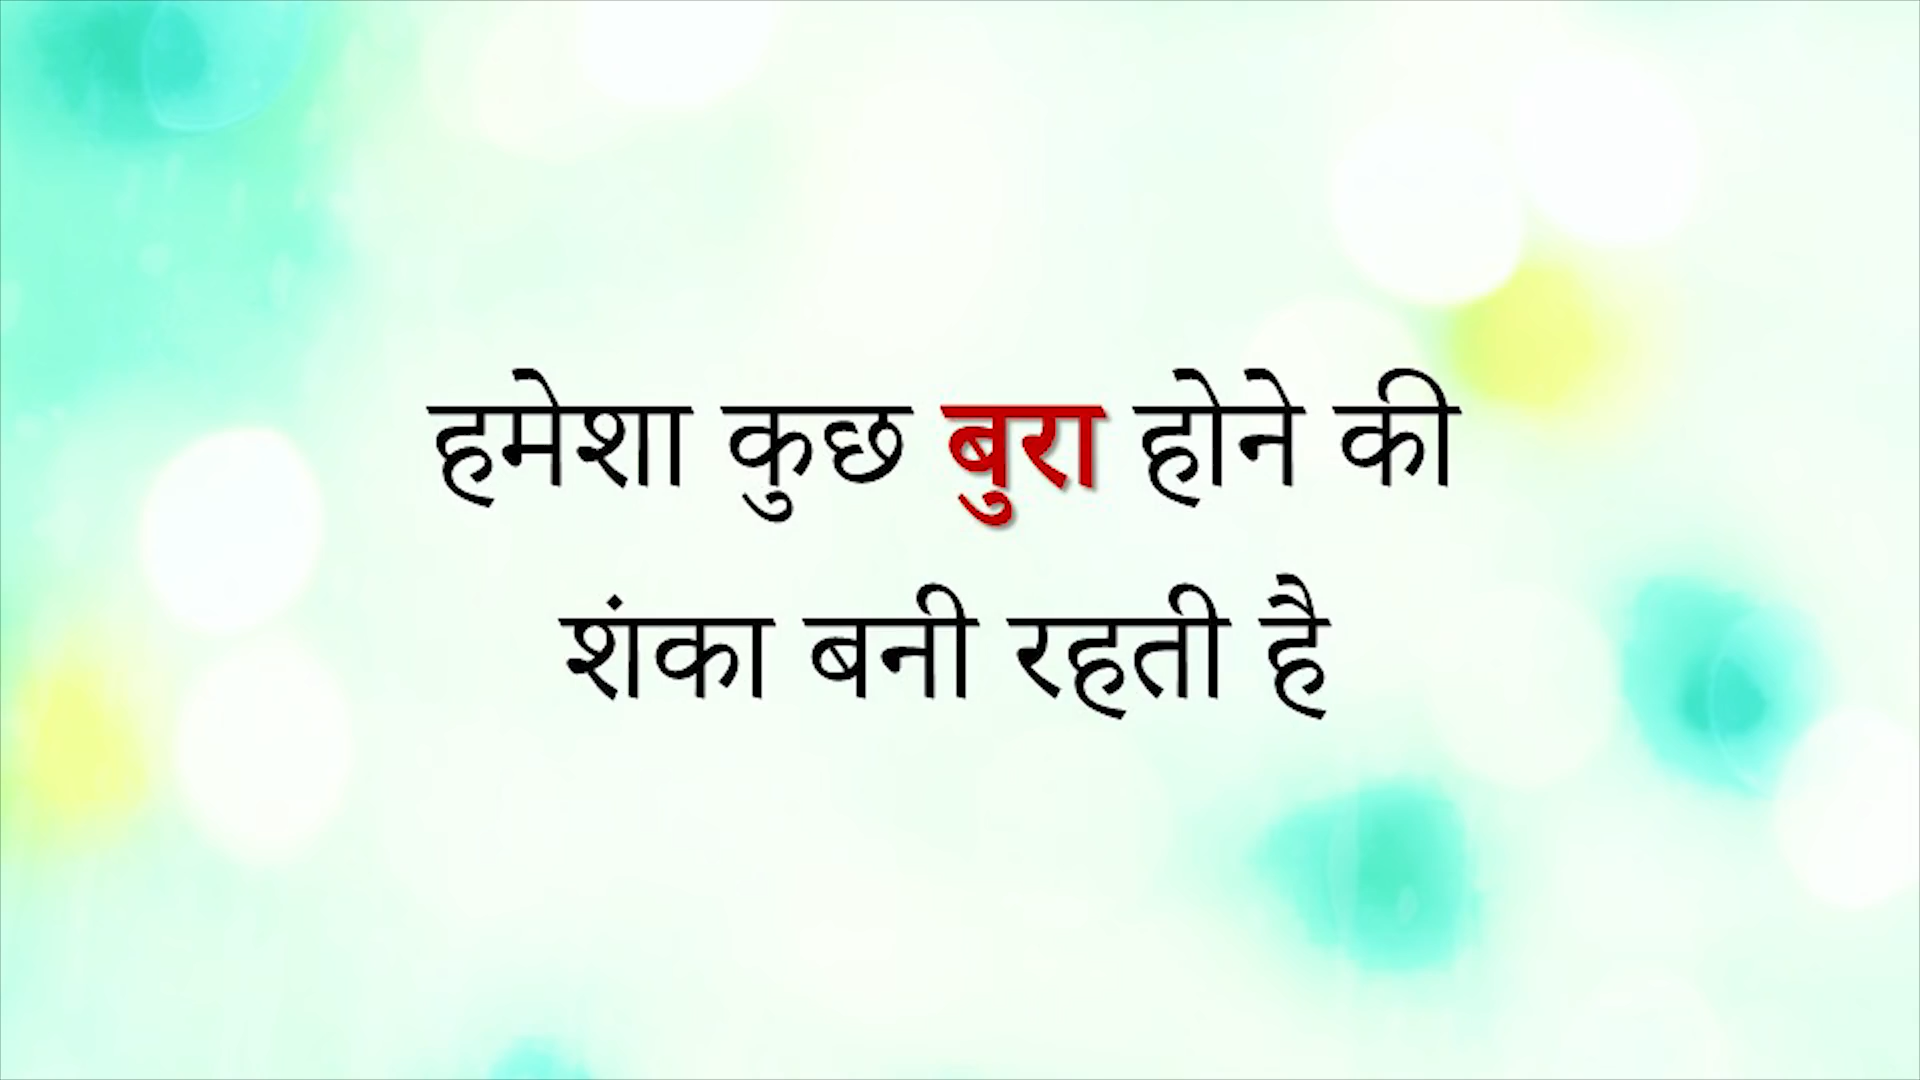 हमेशा कुछ बुरा होने की
शंका बनी रहती है